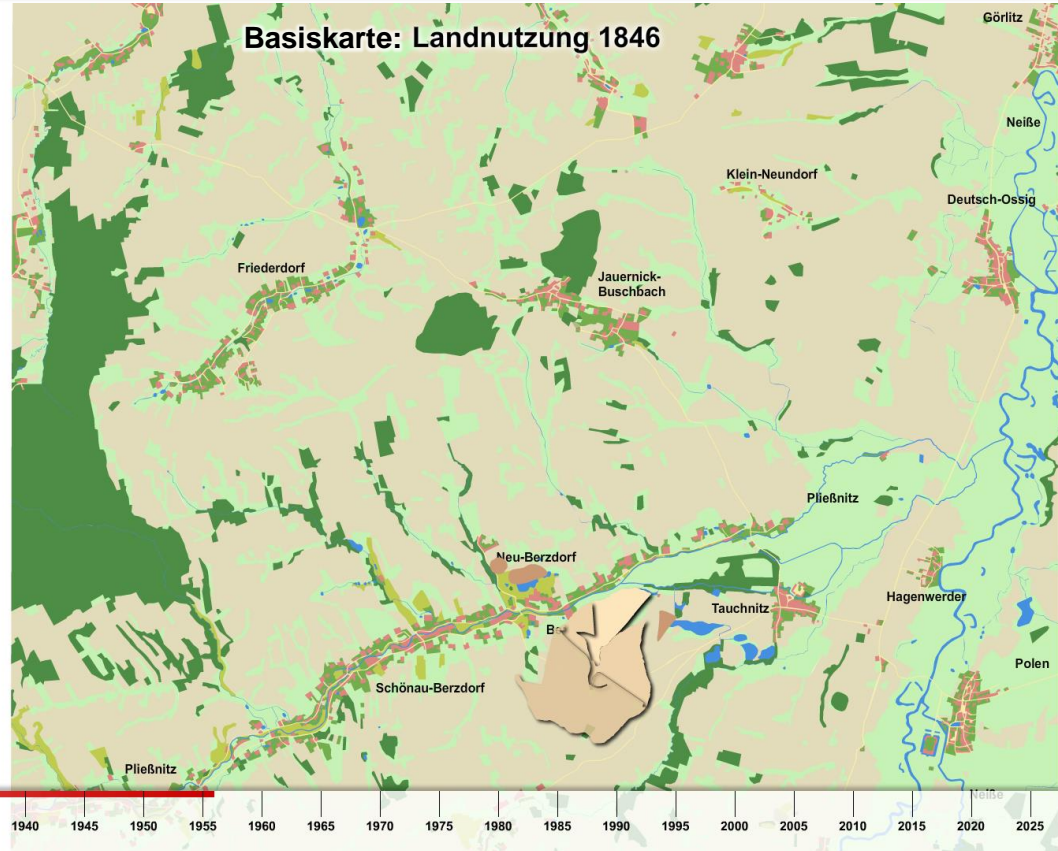 Basiskarte: Landnutzung 1846
Görlitz
Neiße
Klein-Neundorf
Deutsch-Ossig
Friederdorf
Jauernick-
Buschbach
Pließnitz
Neu-Berzdorf
Hagenwerder
Tauchnitz
Polen
Schönau-Berzdorf
Pließnitz
Neiße
1940 1945 1950 1955 1960 1965 1970 1975 1980 1985 1990 1995 2000 2005 2010 2015 2020 2025